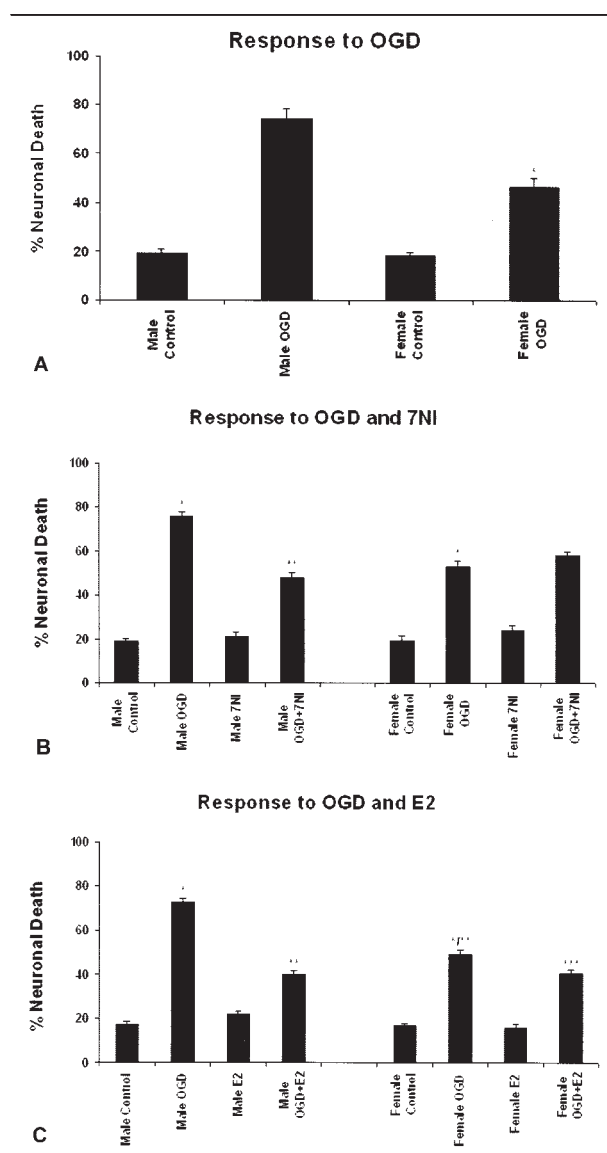 Response to OGD
% Neuronal Death
100
80
60
40
20
0
*
Male
Control
Male OGD
Female
Control
Female
OGD
A
Response to OGD and 7NI
% Neuronal Death
100
80
60
40
20
0
*
**
*
Male
Control
Male OGD
Male 7NI
Male
OGD+7NI
Female
Control
Female
OGD
Female 7NI
Female
OGD+7NI
B
Response to OGD and E2
% Neuronal Death
100
80
60
40
20
0
*
**
***
Male Control
Male OGD
Male E2
Male
OGD+E2
Female
Control
Female OGD
Female E2
Female
OGD+E2
C